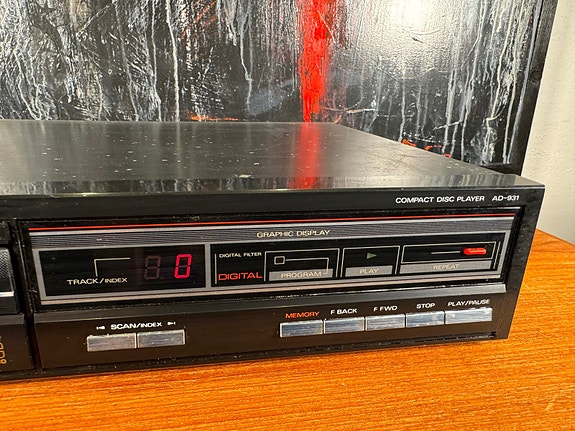 COMPACT DISC PLAYER AD-931
GRAPHIC DISPLAY
0
TRACK/INDEX
DIGITAL FILTER
DIGITAL
PROGRAM
PLAY
REPEAT
SCAN/INDEX
MEMORY F BACK F FWD STOP PLAY/PAUSE